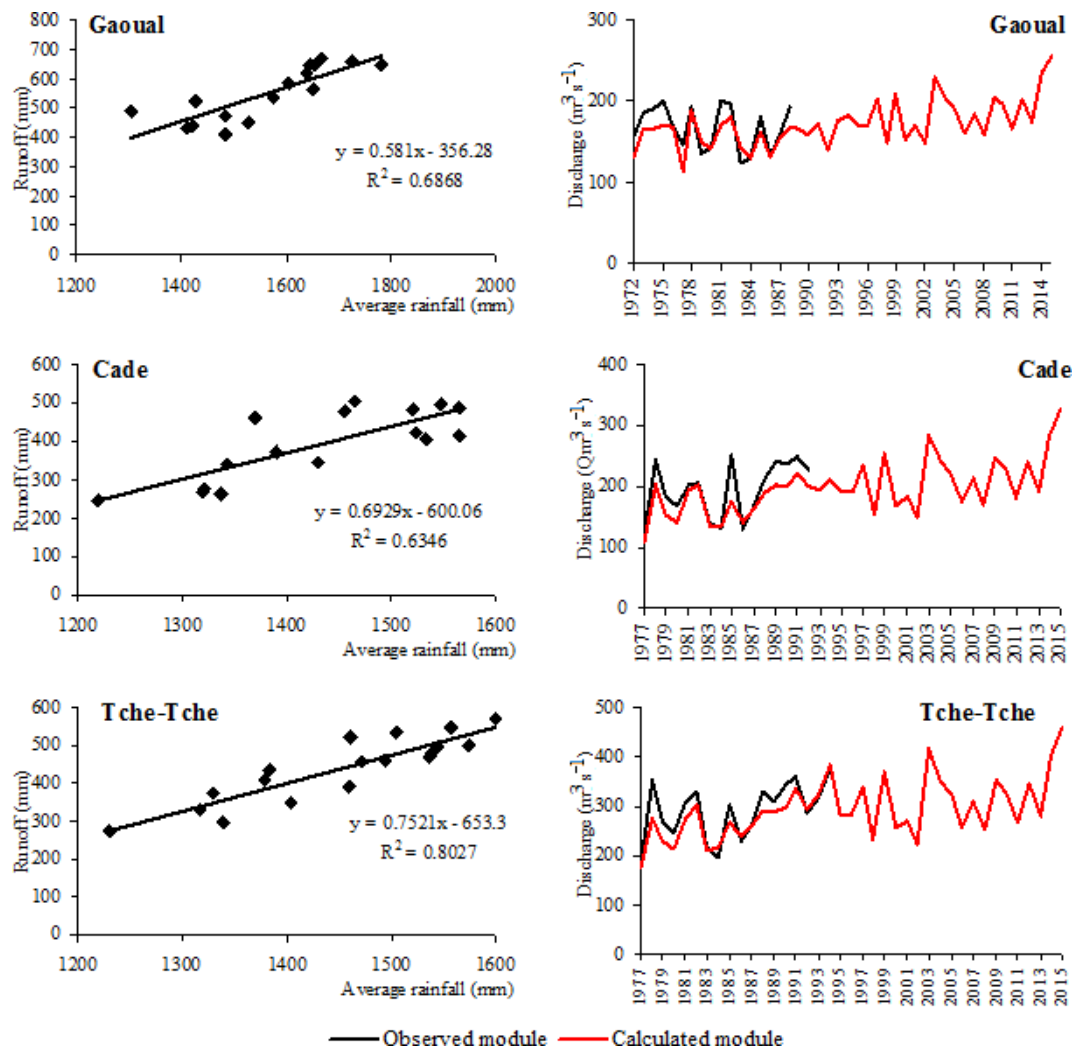 Gaoual
Runoff (mm)
800
700
600
500
400
300
200
100
0
y = 0.581x - 356.28
R² = 0.6868
1200 1400 1600 1800 2000
Average rainfall (mm)
Gaoual
Discharge (m³ s⁻¹)
300
200
100
0
1972 1975 1978 1981 1984 1987 1990 1993 1996 1999 2002 2005 2008 2011 2014
Cade
Runoff (mm)
600
500
400
300
200
100
0
y = 0.6929x - 600.06
R² = 0.6346
1200 1300 1400 1500 1600
Average rainfall (mm)
Cade
Discharge (Qm³ s⁻¹)
400
300
200
100
0
1977 1979 1981 1983 1985 1987 1989 1991 1993 1995 1997 1999 2001 2003 2005 2007 2009 2011 2013 2015
Tche-Tche
Runoff (mm)
600
500
400
300
200
100
0
y = 0.7521x - 653.3
R² = 0.8027
1200 1300 1400 1500 1600
Average rainfall (mm)
Tche-Tche
Discharge (m³ s⁻¹)
500
400
300
200
100
0
1977 1979 1981 1983 1985 1987 1989 1991 1993 1995 1997 1999 2001 2003 2005 2007 2009 2011 2013 2015
Observed module Calculated module